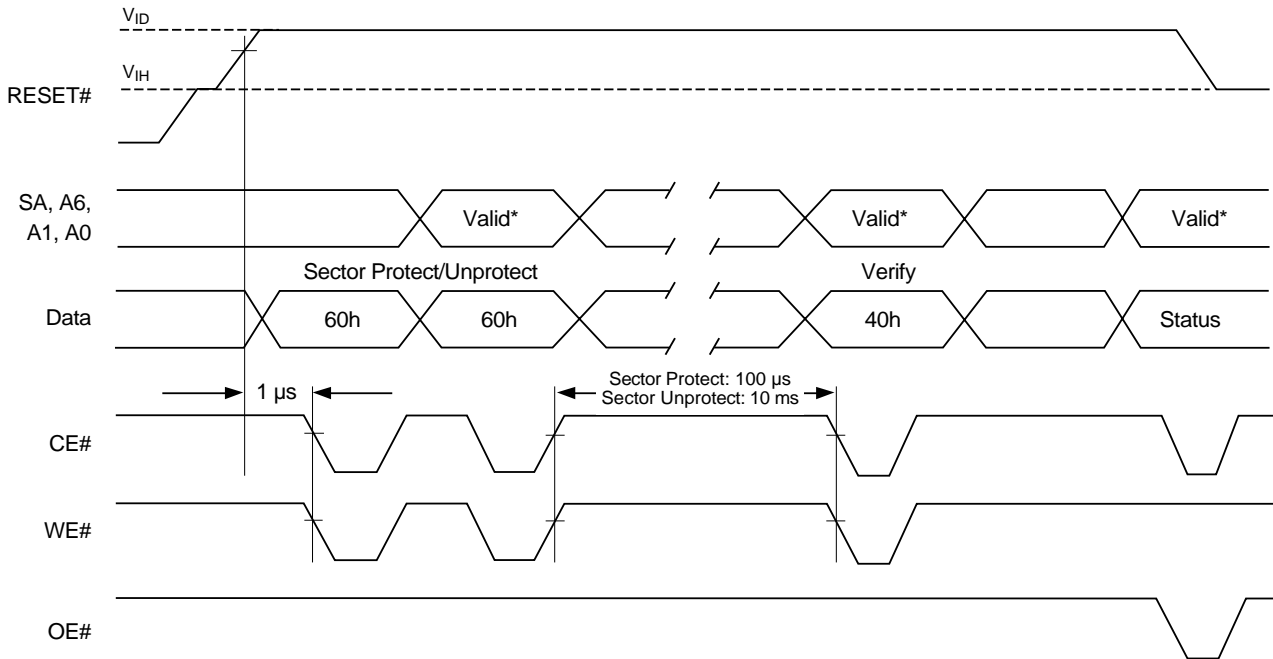 VID
VIH
RESET#
SA, A6,
A1, A0
Valid*
Valid*
Valid*
Sector Protect/Unprotect
Verify
Data
60h
60h
40h
Status
1 µs
Sector Protect: 100 µs
Sector Unprotect: 10 ms
CE#
WE#
OE#